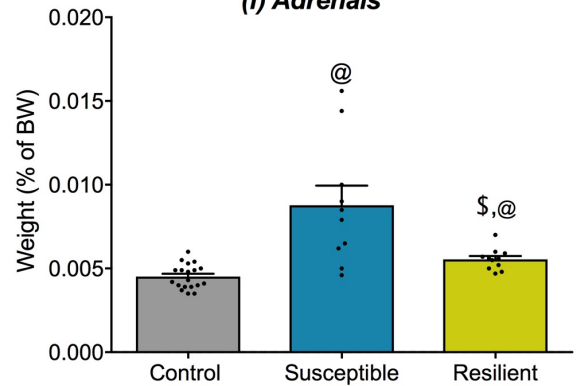 (I) Adrenals
0.020
@
0.015
Weight (% of BW)
0.010
$,@
0.005
0.000
Control Susceptible Resilient